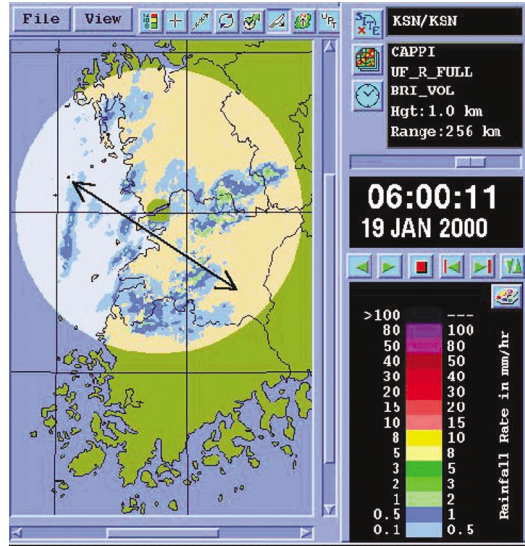 File View UPT
SITE
KSN/KSN
CAPPI
UF_R_FULL
BRI_VOL
Hgt:1.0 km
Range:256 km
06:00:11
19 JAN 2000
>100 ---
80 100
50 80
40 50
30 40
20 30
15 20
10 15
8 10
5 8
3 5
2 3
1 2
0.5 1
0.1 0.5
Rainfall Rate in mm/hr